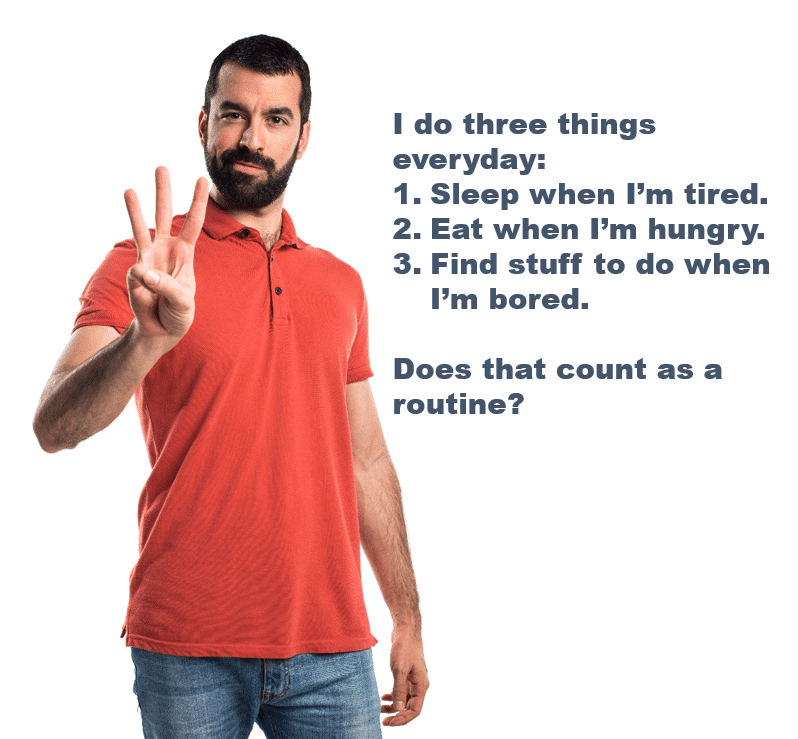 I do three things
everyday:
1. Sleep when I'm tired.
2. Eat when I'm hungry.
3. Find stuff to do when
I'm bored.
Does that count as a
routine?